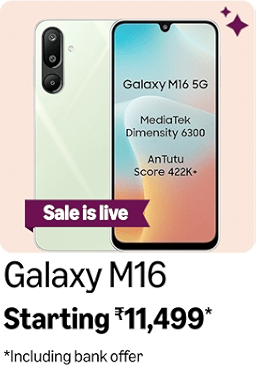 Galaxy M16 5G
MediaTek
Dimensity 6300
AnTutu
Score 422K+
Sale is live
Galaxy M16
Starting ₹11,499*
*Including bank offer